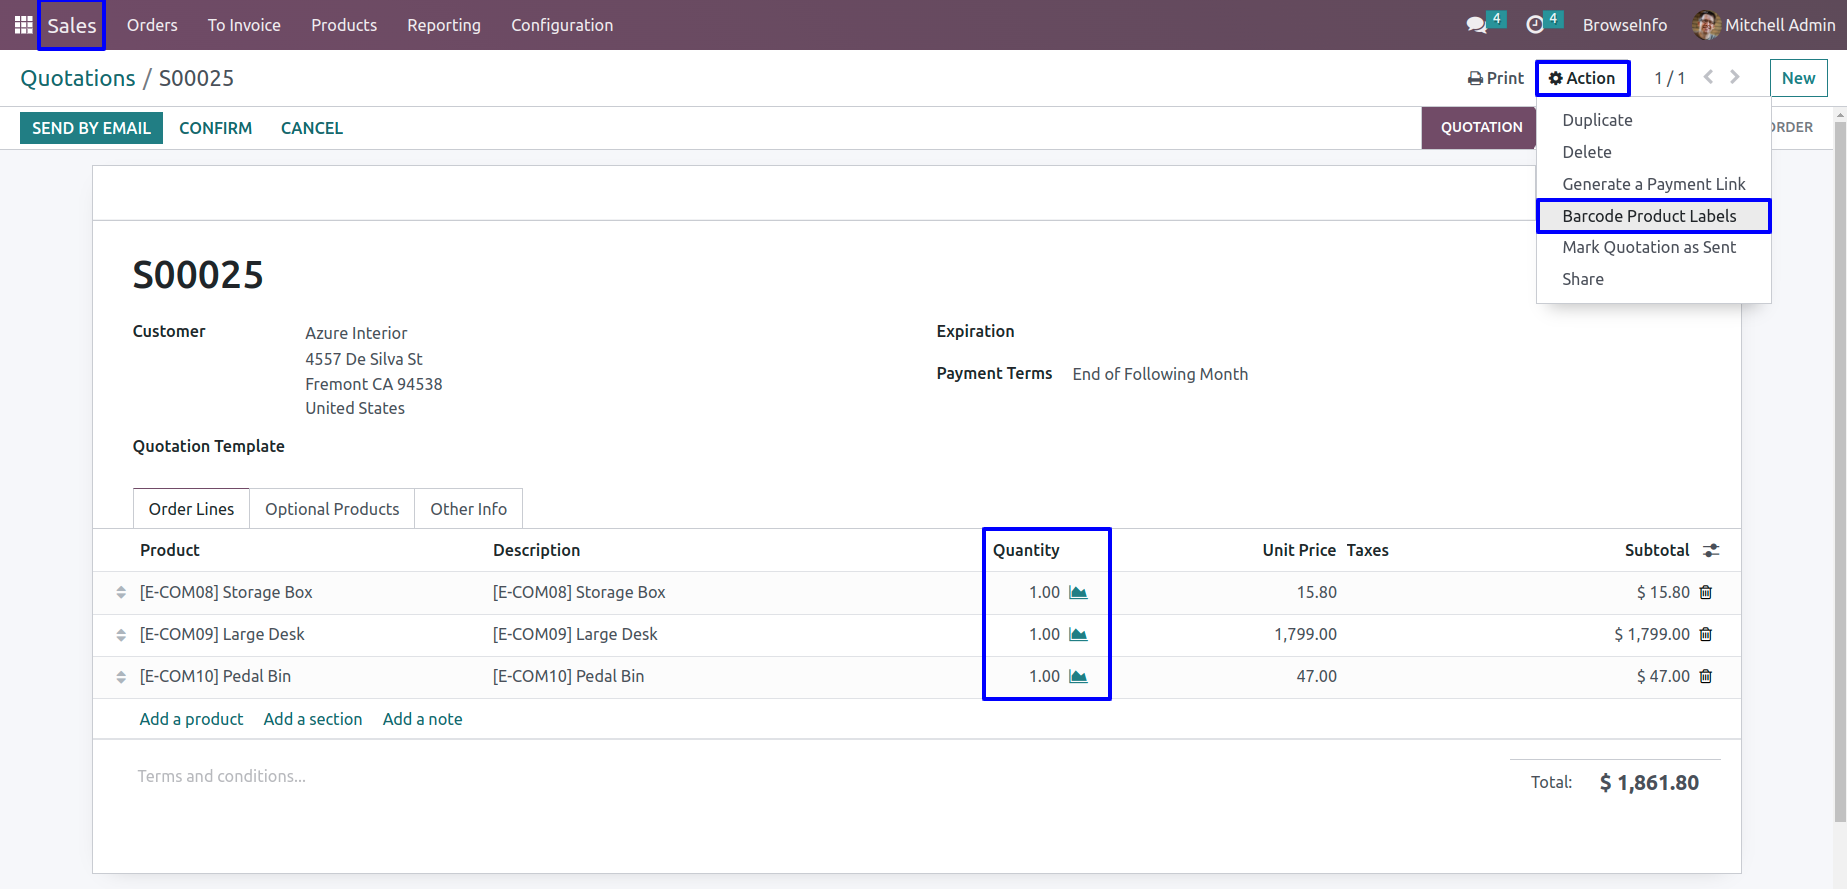 Sales Orders To Invoice Products Reporting Configuration 4 4 BrowseInfo Mitchell Admin
Quotations / S00025 Print Action 1 / 1 New
SEND BY EMAIL CONFIRM CANCEL QUOTATION
Duplicate
Delete
Generate a Payment Link
Barcode Product Labels
Mark Quotation as Sent
Share
S00025
Customer Azure Interior
4557 De Silva St
Fremont CA 94538
United States
Expiration
Payment Terms End of Following Month
Quotation Template
Order Lines Optional Products Other Info
Product Description Quantity Unit Price Taxes Subtotal
[E-COM08] Storage Box [E-COM08] Storage Box 1.00 15.80 $ 15.80
[E-COM09] Large Desk [E-COM09] Large Desk 1.00 1,799.00 $ 1,799.00
[E-COM10] Pedal Bin [E-COM10] Pedal Bin 1.00 47.00 $ 47.00
Add a product Add a section Add a note
Terms and conditions...
Total: $ 1,861.80